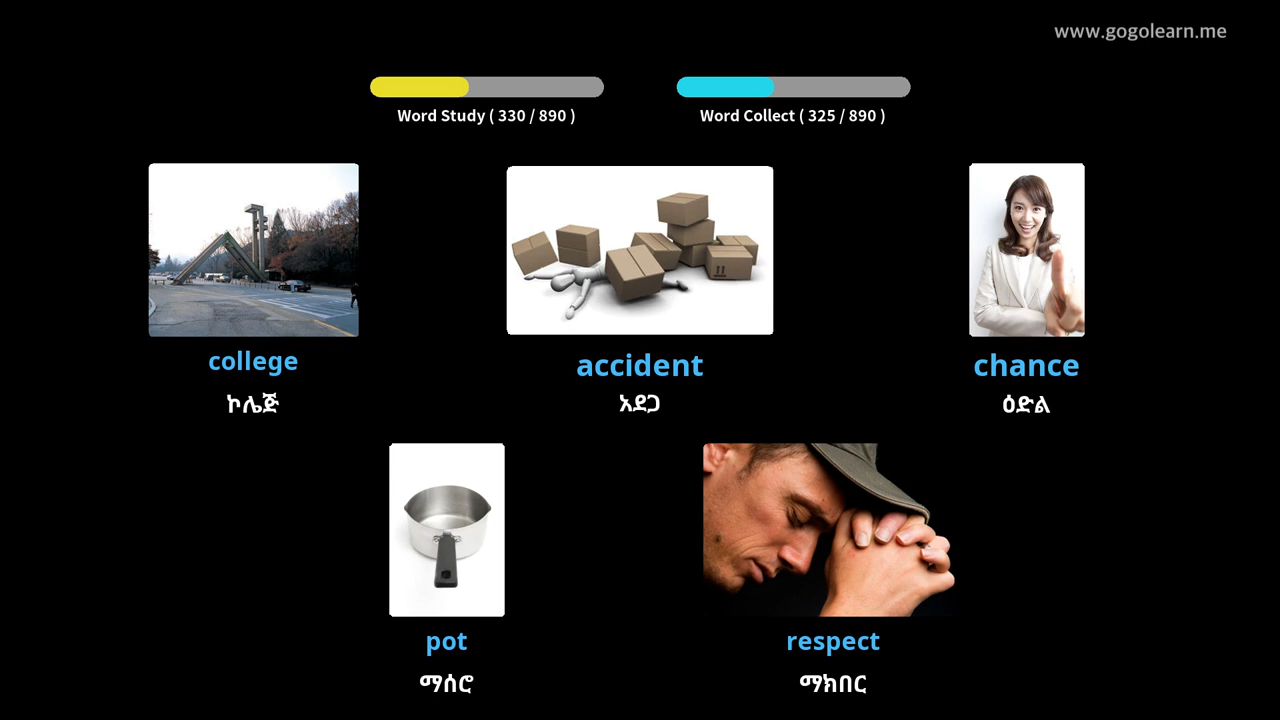 www.gogolearn.me
Word Study ( 330 / 890 )
Word Collect ( 325 / 890 )
college
ኮሌጅ
accident
አደጋ
chance
ዕድል
pot
ማሰሮ
respect
ማክበር